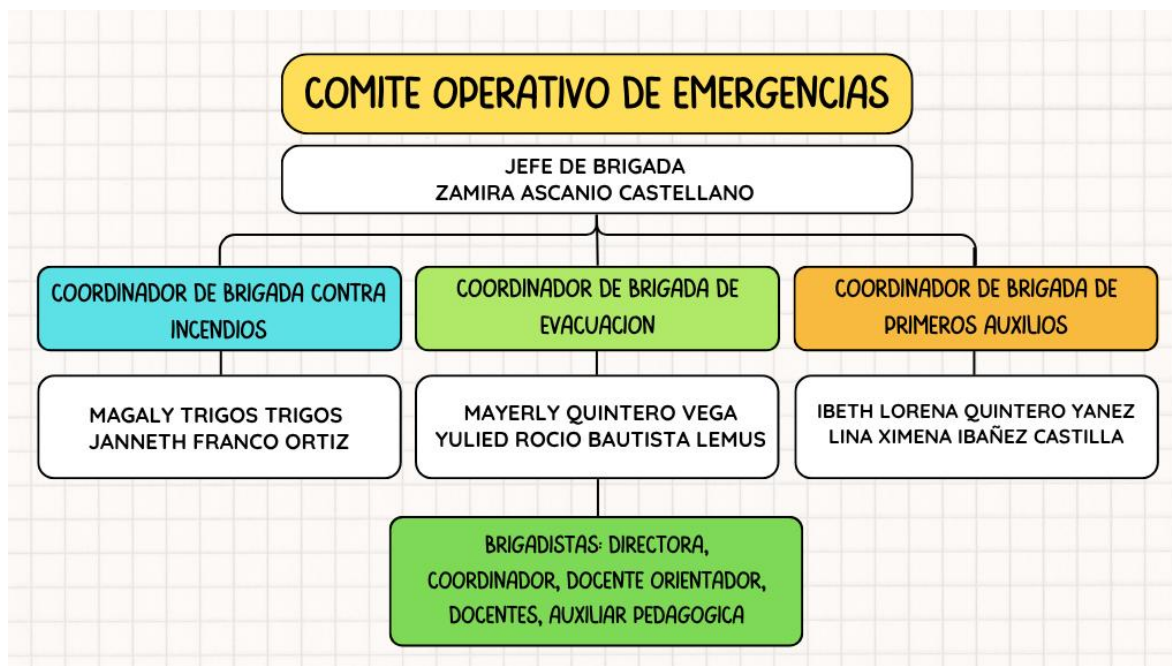 COMITE OPERATIVO DE EMERGENCIAS
JEFE DE BRIGADA
ZAMIRA ASCANIO CASTELLANO
COORDINADOR DE BRIGADA CONTRA
INCENDIOS
MAGALY TRIGOS TRIGOS
JANNETH FRANCO ORTIZ
COORDINADOR DE BRIGADA DE
EVACUACION
MAYERLY QUINTERO VEGA
YULIED ROCIO BAUTISTA LEMUS
COORDINADOR DE BRIGADA DE
PRIMEROS AUXILIOS
IBETH LORENA QUINTERO YANEZ
LINA XIMENA IBAÑEZ CASTILLA
BRIGADISTAS: DIRECTORA,
COORDINADOR, DOCENTE ORIENTADOR,
DOCENTES, AUXILIAR PEDAGOGICA